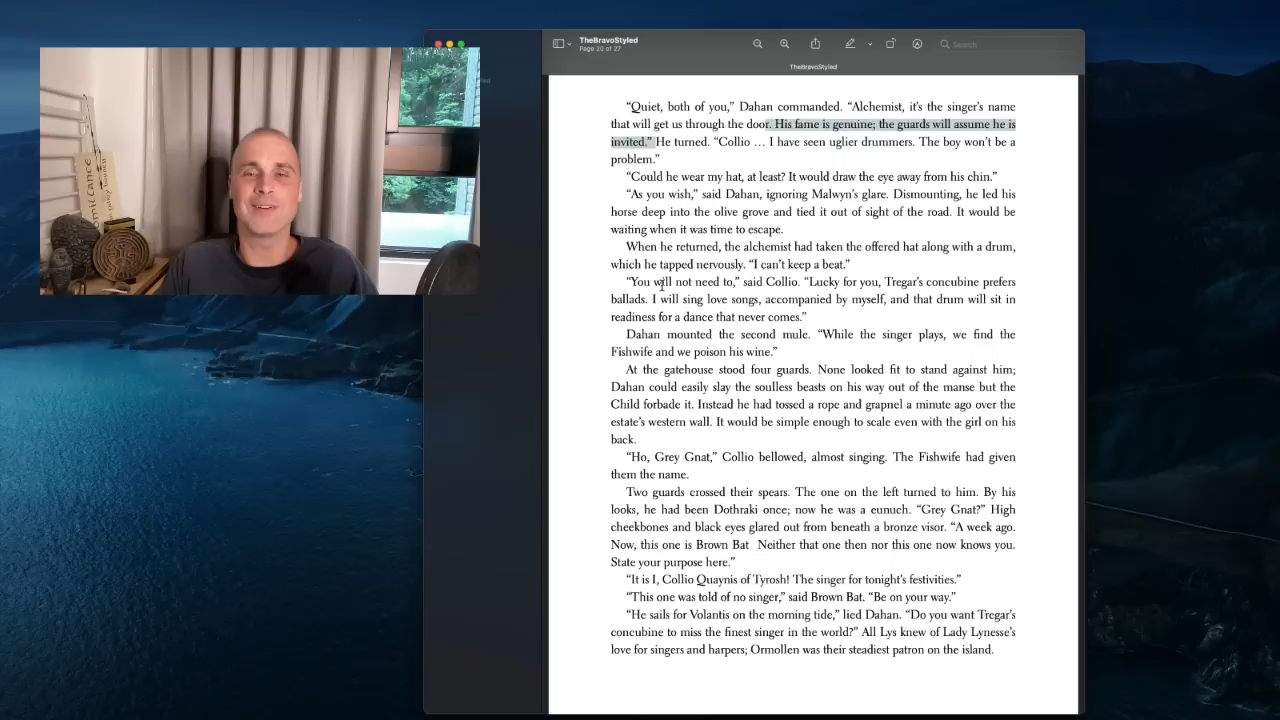 TheBravoStyled
Page 20 of 27
Search
TheBravoStyled
“Quiet, both of you,” Dahan commanded. “Alchemist, it’s the singer’s name
that will get us through the door. His fame is genuine; the guards will assume he is
invited.” He turned. “Collio … I have seen uglier drummers. The boy won’t be a
problem.”
“Could he wear my hat, at least? It would draw the eye away from his chin.”
“As you wish,” said Dahan, ignoring Malwyn’s glare. Dismounting, he led his
horse deep into the olive grove and tied it out of sight of the road. It would be
waiting when it was time to escape.
When he returned, the alchemist had taken the offered hat along with a drum,
which he tapped nervously. “I can’t keep a beat.”
“You will not need to,” said Collio. “Lucky for you, Tregar’s concubine prefers
ballads. I will sing love songs, accompanied by myself, and that drum will sit in
readiness for a dance that never comes.”
Dahan mounted the second mule. “While the singer plays, we find the
Fishwife and we poison his wine.”
At the gatehouse stood four guards. None looked fit to stand against him;
Dahan could easily slay the soulless beasts on his way out of the manse but the
Child forbade it. Instead he had tossed a rope and grapnel a minute ago over the
estate’s western wall. It would be simple enough to scale even with the girl on his
back.
“Ho, Grey Gnat,” Collio bellowed, almost singing. The Fishwife had given
them the name.
Two guards crossed their spears. The one on the left turned to him. By his
looks, he had been Dothraki once; now he was a eunuch. “Grey Gnat?” High
cheekbones and black eyes glared out from beneath a bronze visor. “A week ago.
Now, this one is Brown Bat  Neither that one then nor this one now knows you.
State your purpose here.”
“It is I, Collio Quaynis of Tyrosh! The singer for tonight’s festivities.”
“This one was told of no singer,” said Brown Bat. “Be on your way.”
“He sails for Volantis on the morning tide,” lied Dahan. “Do you want Tregar’s
concubine to miss the finest singer in the world?” All Lys knew of Lady Lynesse’s
love for singers and harpers; Ormollen was their steadiest patron on the island.